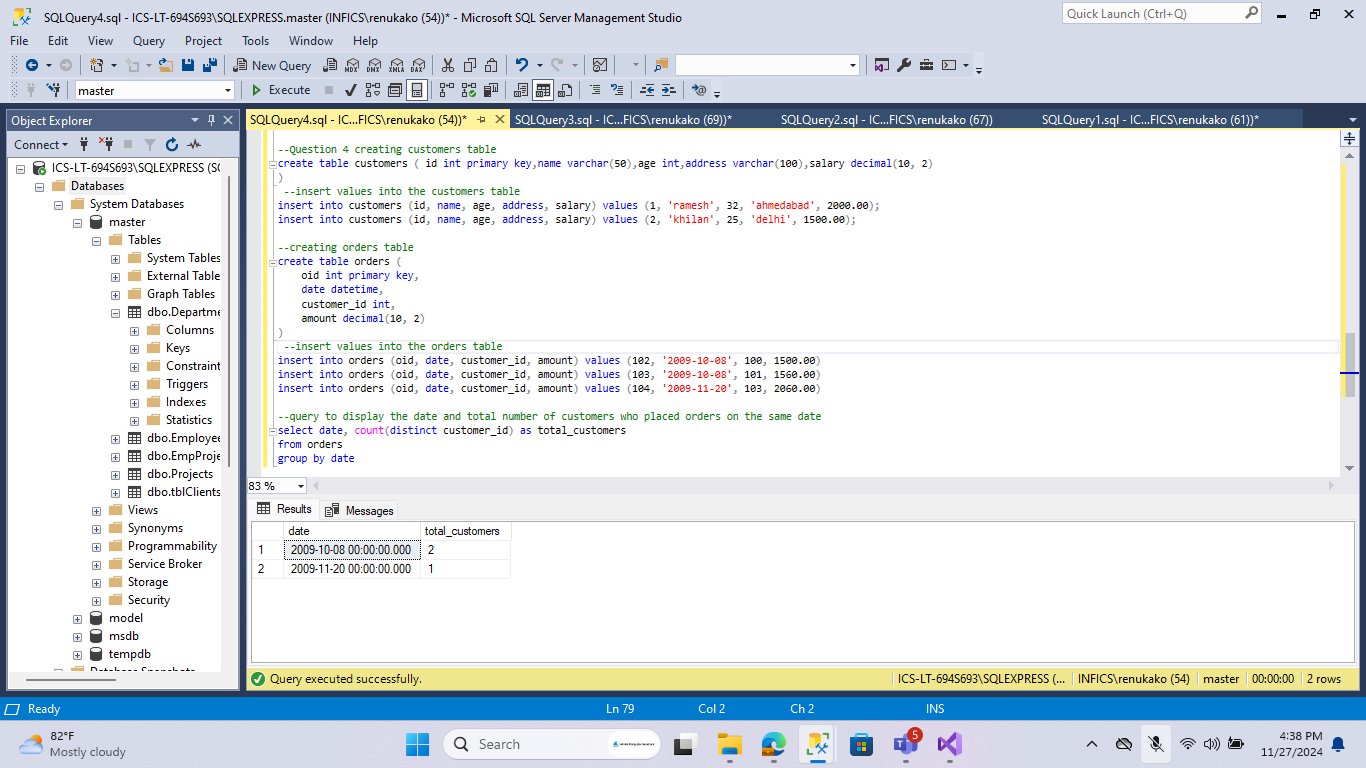 SQLQuery4.sql - ICS-LT-694S693\SQLEXPRESS.master (INFICS\renukako (54))* - Microsoft SQL Server Management Studio
Quick Launch (Ctrl+Q)
File Edit View Query Project Tools Window Help
New Query MDX DMX XMLA DAX
master Execute
Object Explorer
SQLQuery4.sql - IC...FICS\renukako (54))* SQLQuery3.sql - IC...FICS\renukako (69))* SQLQuery2.sql - IC...FICS\renukako (67)) SQLQuery1.sql - IC...FICS\renukako (61))*
Connect
ICS-LT-694S693\SQLEXPRESS (SC
Databases
System Databases
master
Tables
System Tables
External Table
Graph Tables
dbo.Departme
Columns
Keys
Constraint
Triggers
Indexes
Statistics
dbo.Employee
dbo.EmpProje
dbo.Projects
dbo.tblClients
Views
Synonyms
Programmability
Service Broker
Storage
Security
model
msdb
tempdb
Database Snapshots
--Question 4 creating customers table
create table customers ( id int primary key,name varchar(50),age int,address varchar(100),salary decimal(10, 2)
)
--insert values into the customers table
insert into customers (id, name, age, address, salary) values (1, 'ramesh', 32, 'ahmedabad', 2000.00);
insert into customers (id, name, age, address, salary) values (2, 'khilan', 25, 'delhi', 1500.00);
--creating orders table
create table orders (
oid int primary key,
date datetime,
customer_id int,
amount decimal(10, 2)
)
--insert values into the orders table
insert into orders (oid, date, customer_id, amount) values (102, '2009-10-08', 100, 1500.00)
insert into orders (oid, date, customer_id, amount) values (103, '2009-10-08', 101, 1560.00)
insert into orders (oid, date, customer_id, amount) values (104, '2009-11-20', 103, 2060.00)
--query to display the date and total number of customers who placed orders on the same date
select date, count(distinct customer_id) as total_customers
from orders
group by date
83 %
Results Messages
date total_customers
1 2009-10-08 00:00:00.000 2
2 2009-11-20 00:00:00.000 1
Query executed successfully. ICS-LT-694S693\SQLEXPRESS (... INFICS\renukako (54) master 00:00:00 2 rows
Ready Ln 79 Col 2 Ch 2 INS
82°F
Mostly cloudy
Search
5
4:38 PM
11/27/2024